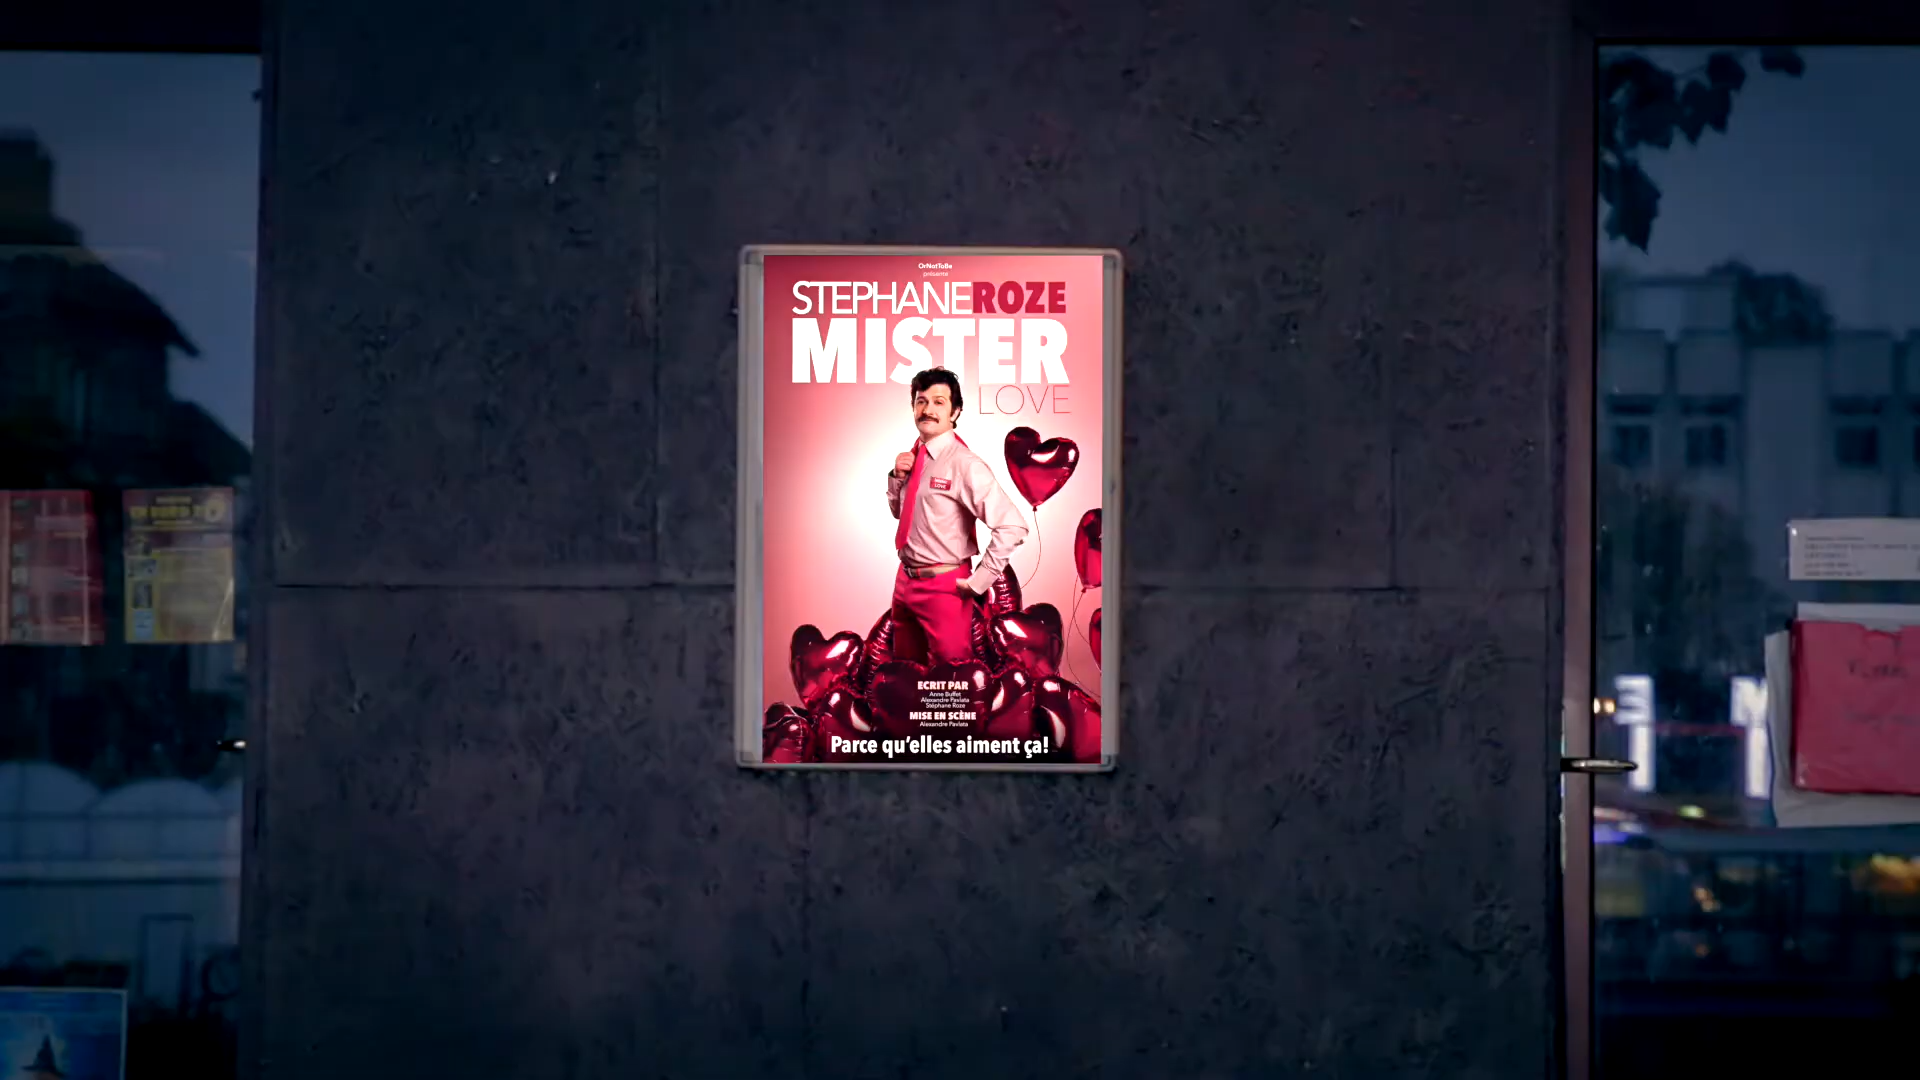 OrNotToBe
présente
STEPHANEROZE
MISTER
LOVE
ECRIT PAR
Anne Buffet
Alexandre Pavlata
Stéphane Roze
MISE EN SCÈNE
Alexandre Pavlata
Parce qu'elles aiment ça!